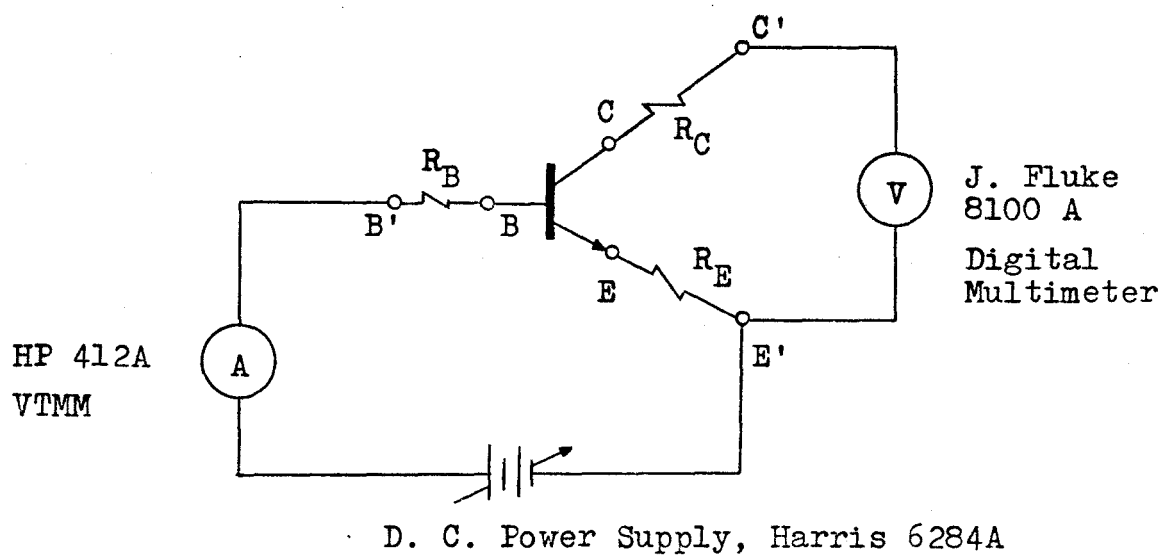 C'
C
R_C
R_B
B'
B
V
J. Fluke
8100 A
Digital
Multimeter
R_E
E
E'
HP 412A
VTMM
A
D. C. Power Supply, Harris 6284A